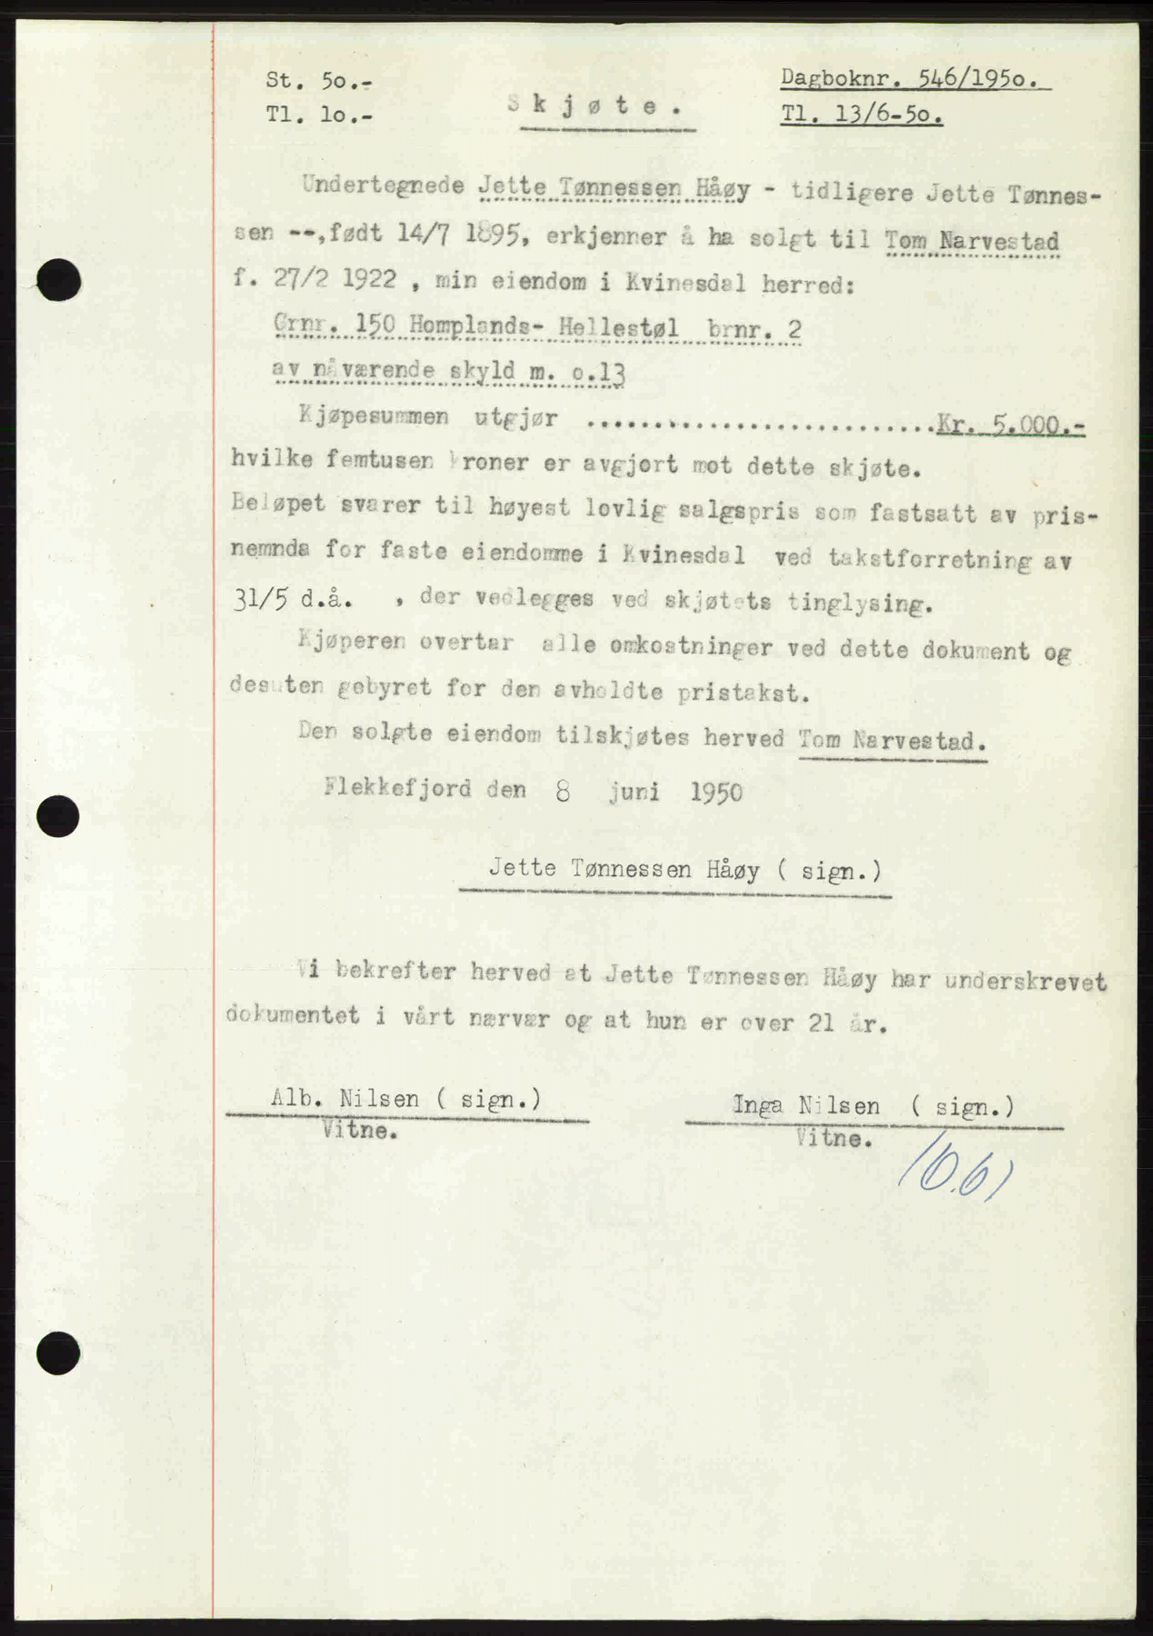 St. 50.-
Dagboknr. 546/1950.
Tl. 10.-
Skjøte.
Tl. 13/6-50.
Undertegnede Jette Tønnessen Håøy - tidligere Jette Tønnes-
sen --,født 14/7 1895, erkjenner å ha solgt til Tom Narvestad
f. 27/2 1922 , min eiendom i Kvinesdal herred:
Grnr. 150 Homplands- Hellestøl brnr. 2
av nåværende skyld m. o.13
Kjøpesummen utgjør ..........................Kr. 5.000.-
hvilke femtusen kroner er avgjort mot dette skjøte.
Beløpet svarer til høyest lovlig salgspris som fastsatt av pris-
nemnda for faste eiendomme i Kvinesdal ved takstforretning av
31/5 d.å. , der vedlegges ved skjøtets tinglysing.
Kjøperen overtar alle omkostninger ved dette dokument og
desuten gebyret for den avholdte pristakst.
Den solgte eiendom tilskjøtes herved Tom Narvestad.
Flekkefjord den 8 juni 1950
Jette Tønnessen Håøy ( sign.)
Vi bekrefter herved at Jette Tønnessen Håøy har underskrevet
dokumentet i vårt nærvær og at hun er over 21 år.
Alb. Nilsen ( sign.)
Inga Nilsen ( sign.)
Vitne.
Vitne.